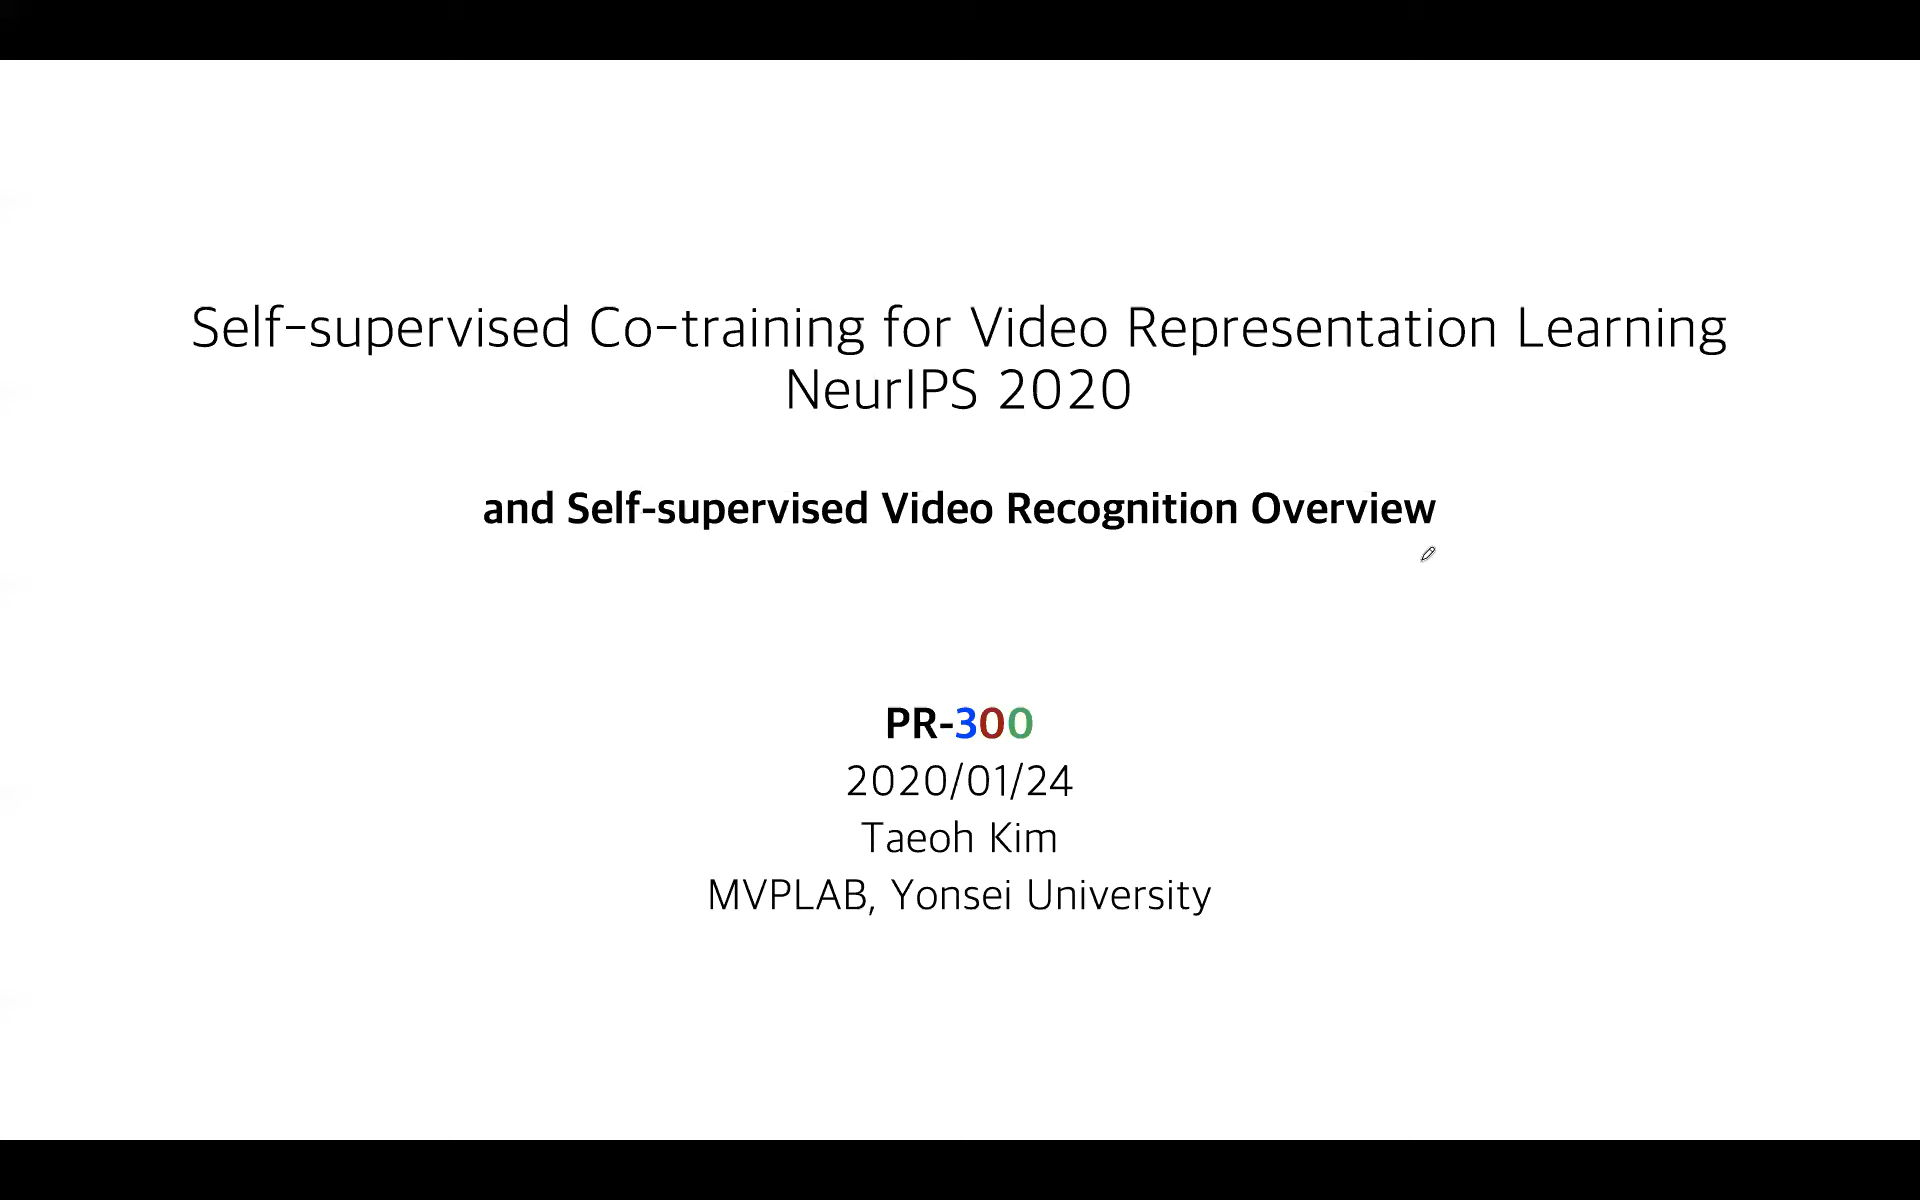 Self-supervised Co-training for Video Representation Learning
NeurIPS 2020
and Self-supervised Video Recognition Overview
PR-300
2020/01/24
Taeoh Kim
MVPLAB, Yonsei University